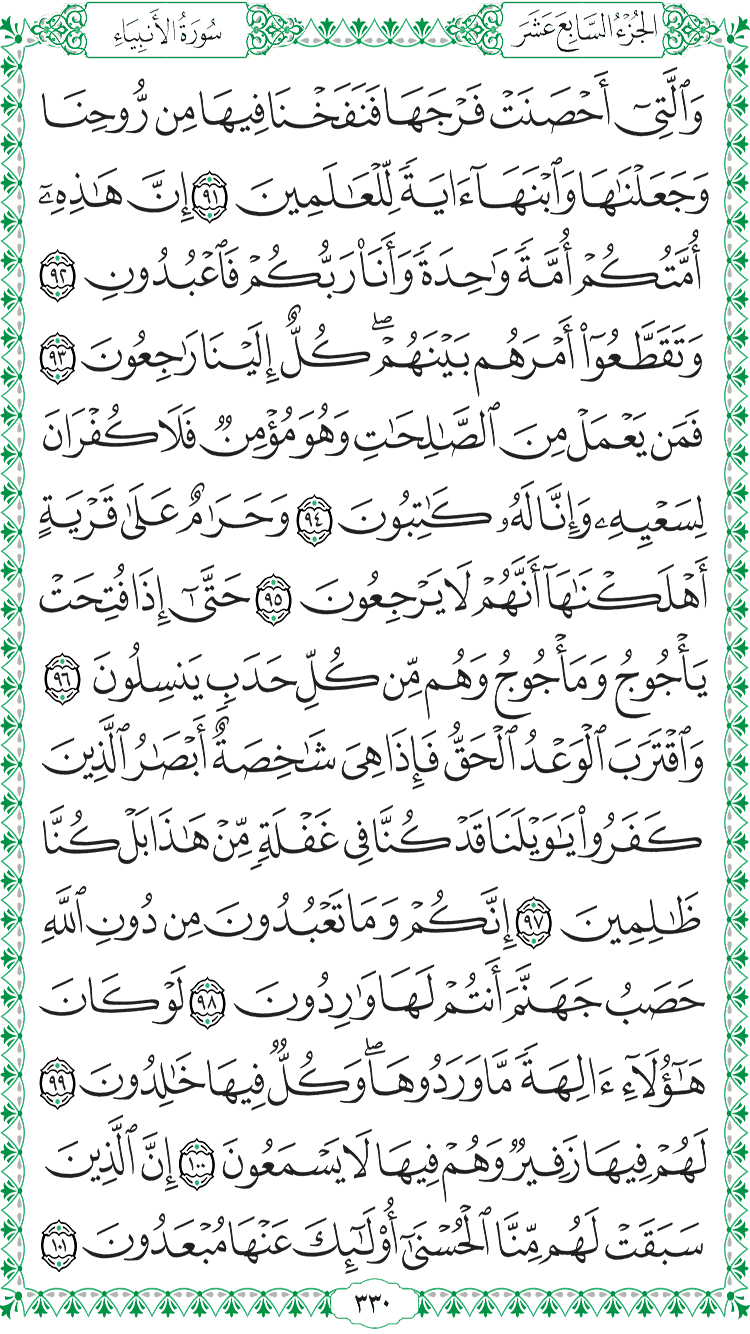 الجُزْءُ السَّابِعَ عَشَرَ
سُورَةُ الأَنبِيَاءِ
وَٱلَّتِىٓ أَحْصَنَتْ فَرْجَهَا فَنَفَخْنَا فِيهَا مِن رُّوحِنَا
وَجَعَلْنَٰهَا وَٱبْنَهَآ ءَايَةً لِّلْعَٰلَمِينَ ٩١ إِنَّ هَٰذِهِۦٓ
أُمَّتُكُمْ أُمَّةً وَٰحِدَةً وَأَنَا۠ رَبُّكُمْ فَٱعْبُدُونِ ٩٢
وَتَقَطَّعُوٓا۟ أَمْرَهُم بَيْنَهُمْ ۖ كُلٌّ إِلَيْنَا رَٰجِعُونَ ٩٣
فَمَن يَعْمَلْ مِنَ ٱلصَّٰلِحَٰتِ وَهُوَ مُؤْمِنٌ فَلَا كُفْرَانَ
لِسَعْيِهِۦ وَإِنَّا لَهُۥ كَٰتِبُونَ ٩٤ وَحَرَٰمٌ عَلَىٰ قَرْيَةٍ
أَهْلَكْنَٰهَآ أَنَّهُمْ لَا يَرْجِعُونَ ٩٥ حَتَّىٰٓ إِذَا فُتِحَتْ
يَأْجُوجُ وَمَأْجُوجُ وَهُم مِّن كُلِّ حَدَبٍ يَنسِلُونَ ٩٦
وَٱقْتَرَبَ ٱلْوَعْدُ ٱلْحَقُّ فَإِذَا هِىَ شَٰخِصَةٌ أَبْصَٰرُ ٱلَّذِينَ
كَفَرُوا۟ يَٰوَيْلَنَا قَدْ كُنَّا فِى غَفْلَةٍ مِّنْ هَٰذَا بَلْ كُنَّا
ظَٰلِمِينَ ٩٧ إِنَّكُمْ وَمَا تَعْبُدُونَ مِن دُونِ ٱللَّهِ
حَصَبُ جَهَنَّمَ أَنتُمْ لَهَا وَٰرِدُونَ ٩٨ لَوْ كَانَ
هَٰٓؤُلَآءِ ءَالِهَةً مَّا وَرَدُوهَا ۖ وَكُلٌّ فِيهَا خَٰلِدُونَ ٩٩
لَهُمْ فِيهَا زَفِيرٌ وَهُمْ فِيهَا لَا يَسْمَعُونَ ١٠٠ إِنَّ ٱلَّذِينَ
سَبَقَتْ لَهُم مِّنَّا ٱلْحُسْنَىٰٓ أُو۟لَٰٓئِكَ عَنْهَا مُبْعَدُونَ ١٠١
٣٣٠